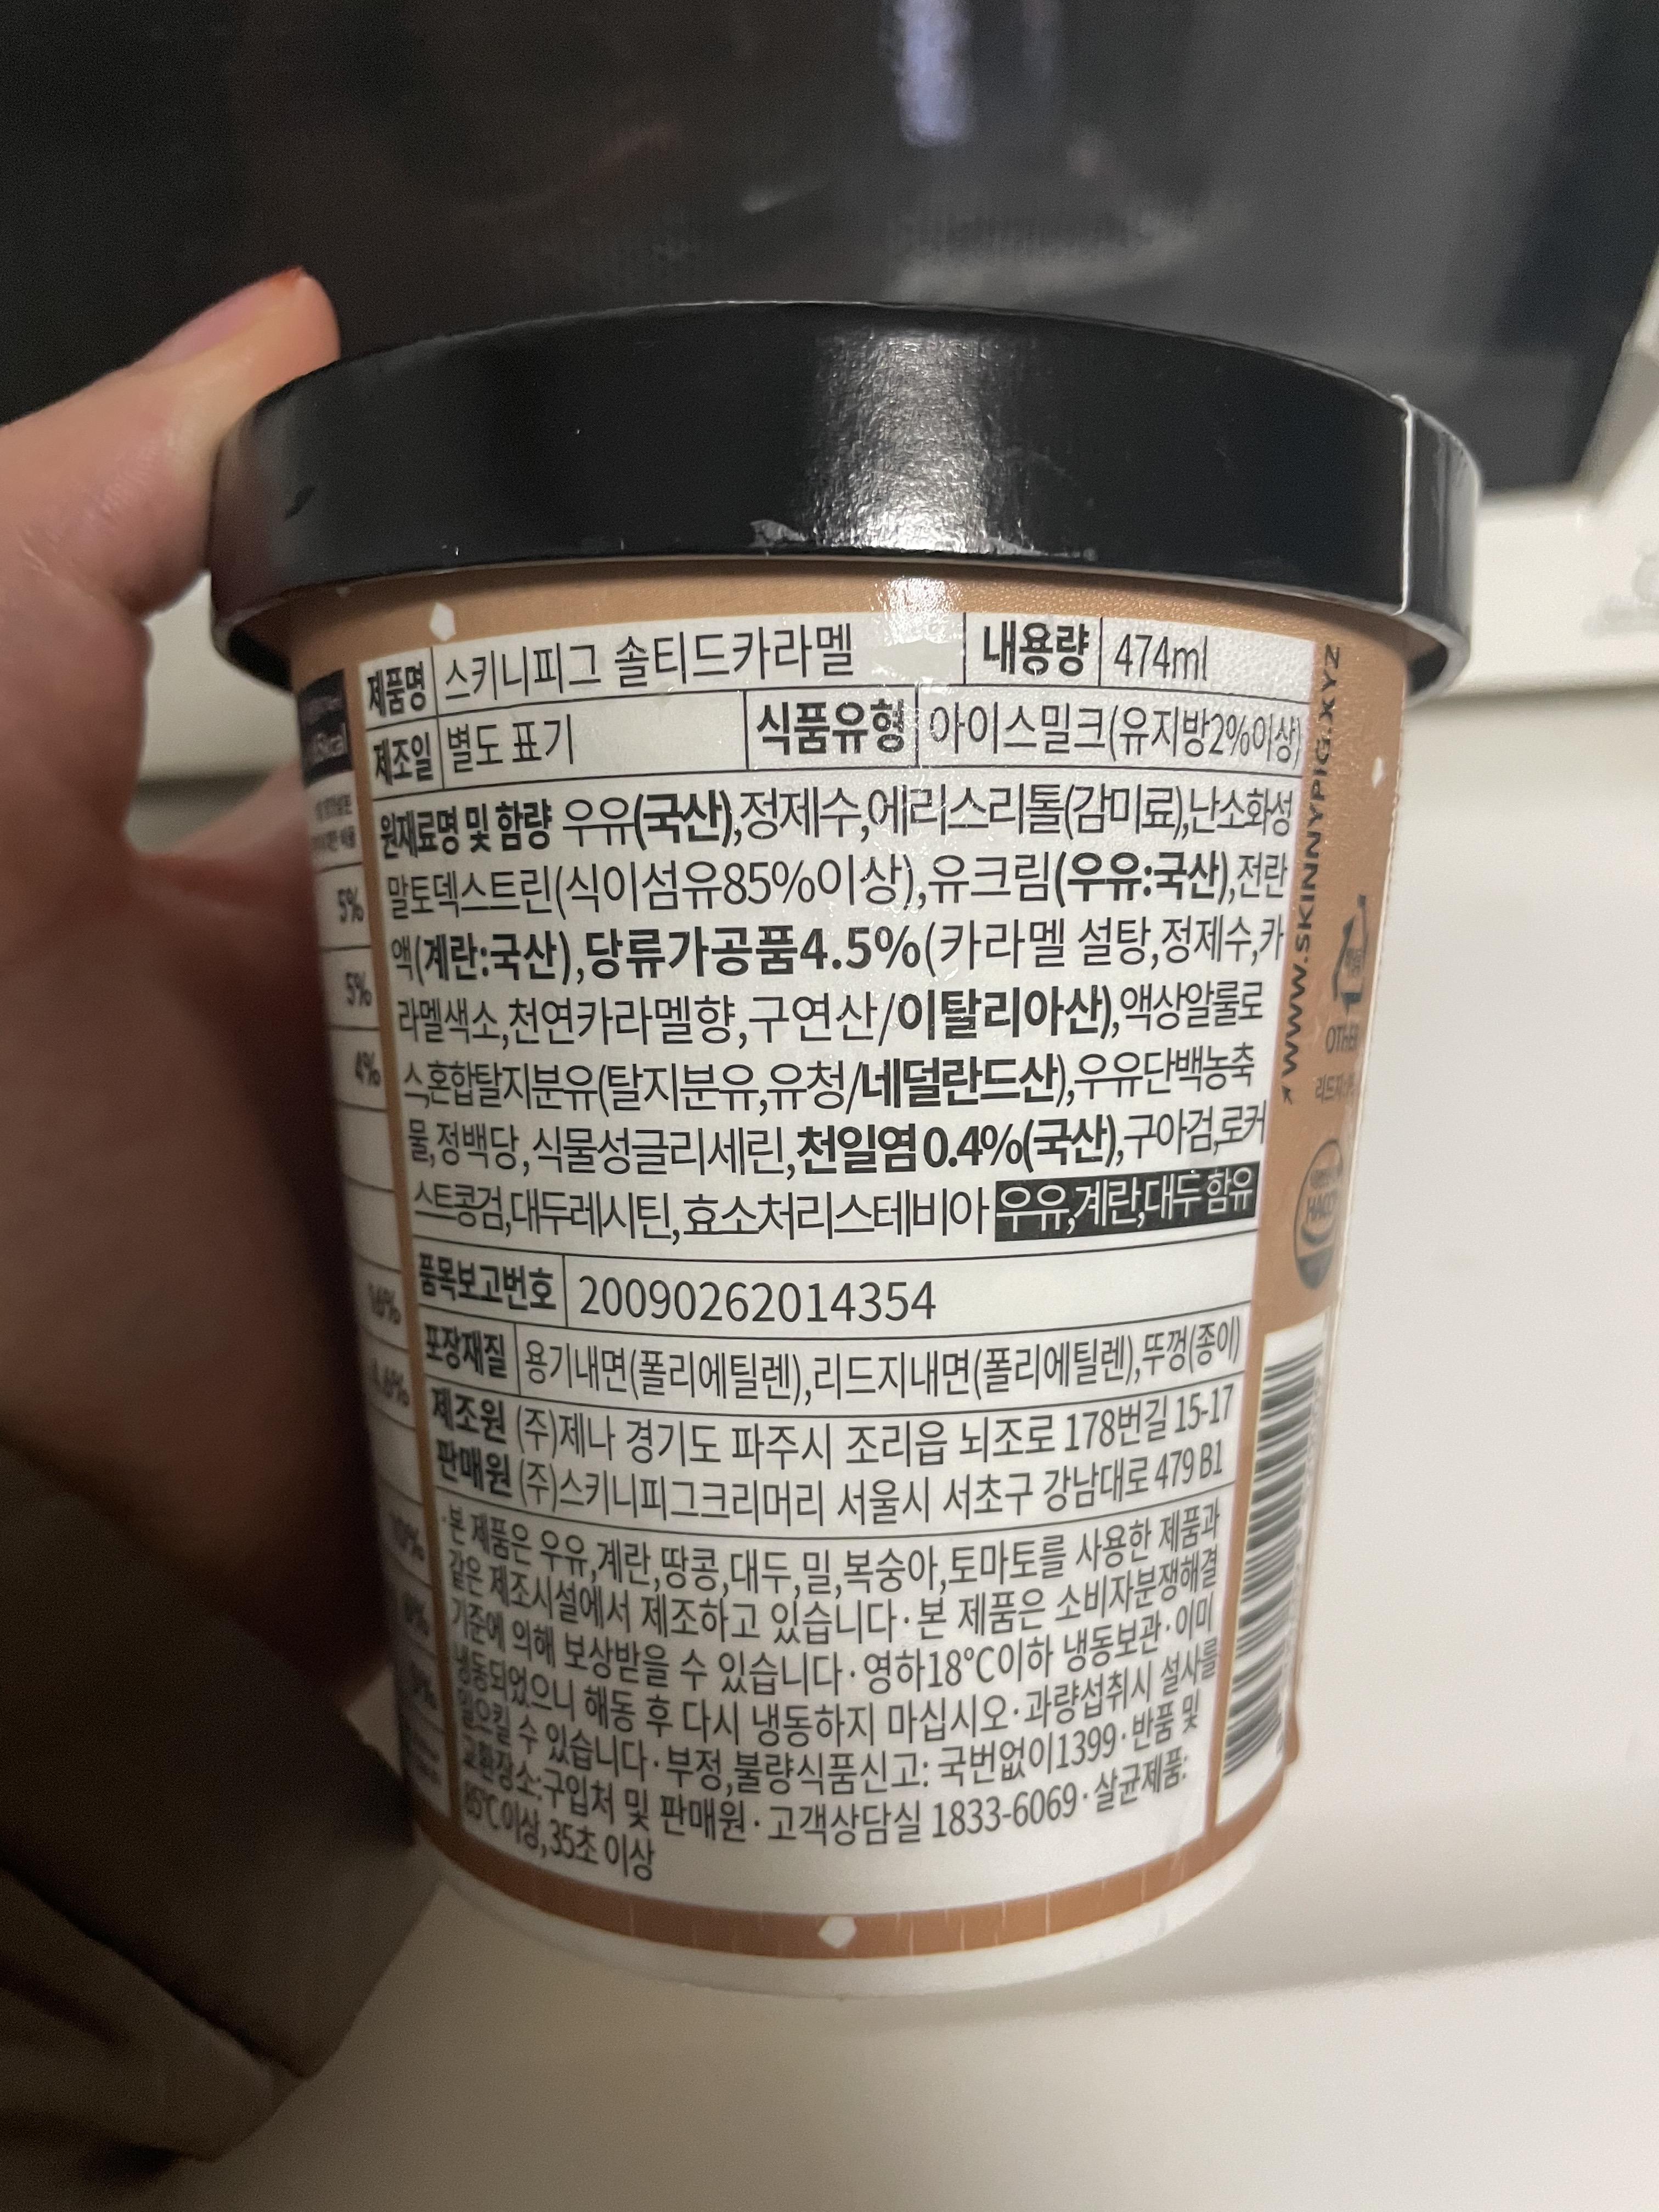 제품명 스키니피그 솔티드카라멜 내용량 474ml
제조일 별도 표기 식품유형 아이스밀크(유지방2%이상)
원재료명 및 함량 우유(국산),정제수,에리스리톨(감미료),난소화성
말토덱스트린(식이섬유85%이상),유크림(우유:국산),전란
액(계란:국산),당류가공품4.5%(카라멜 설탕,정제수,카
라멜색소,천연카라멜향,구연산/이탈리아산),액상알룰로
스,혼합탈지분유(탈지분유,유청/네덜란드산),우유단백농축
물,정백당,식물성글리세린,천일염0.4%(국산),구아검,로커
스트콩검,대두레시틴,효소처리스테비아 우유,계란,대두 함유
품목보고번호 20090262014354
포장재질 용기내면(폴리에틸렌),리드지내면(폴리에틸렌),뚜껑(종이)
제조원 (주)제나 경기도 파주시 조리읍 뇌조로 178번길 15-17
판매원 (주)스키니피그크리머리 서울시 서초구 강남대로 479 B1
·본 제품은 우유,계란,땅콩,대두,밀,복숭아,토마토를 사용한 제품과
같은 제조시설에서 제조하고 있습니다·본 제품은 소비자분쟁해결
기준에 의해 보상받을 수 있습니다·영하18℃이하 냉동보관·이미
냉동되었으니 해동 후 다시 냉동하지 마십시오·과량섭취시 설사를
일으킬 수 있습니다·부정,불량식품신고: 국번없이1399·반품 및
교환장소:구입처 및 판매원·고객상담실 1833-6069·살균제품:
85℃이상,35초 이상
WWW.SKINNYPIG.XYZ
5%
5%
4%